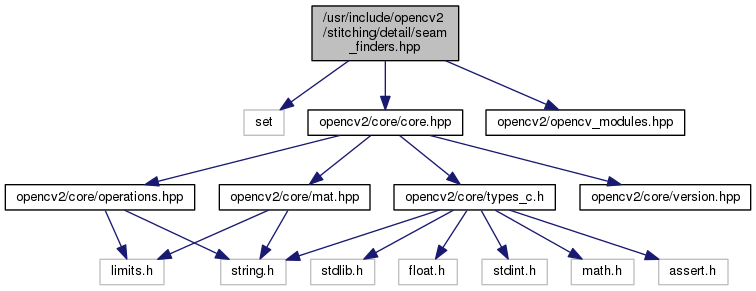 /usr/include/opencv2
/stitching/detail/seam
_finders.hpp
set
opencv2/core/core.hpp
opencv2/opencv_modules.hpp
opencv2/core/operations.hpp
opencv2/core/mat.hpp
opencv2/core/types_c.h
opencv2/core/version.hpp
limits.h
string.h
stdlib.h
float.h
stdint.h
math.h
assert.h